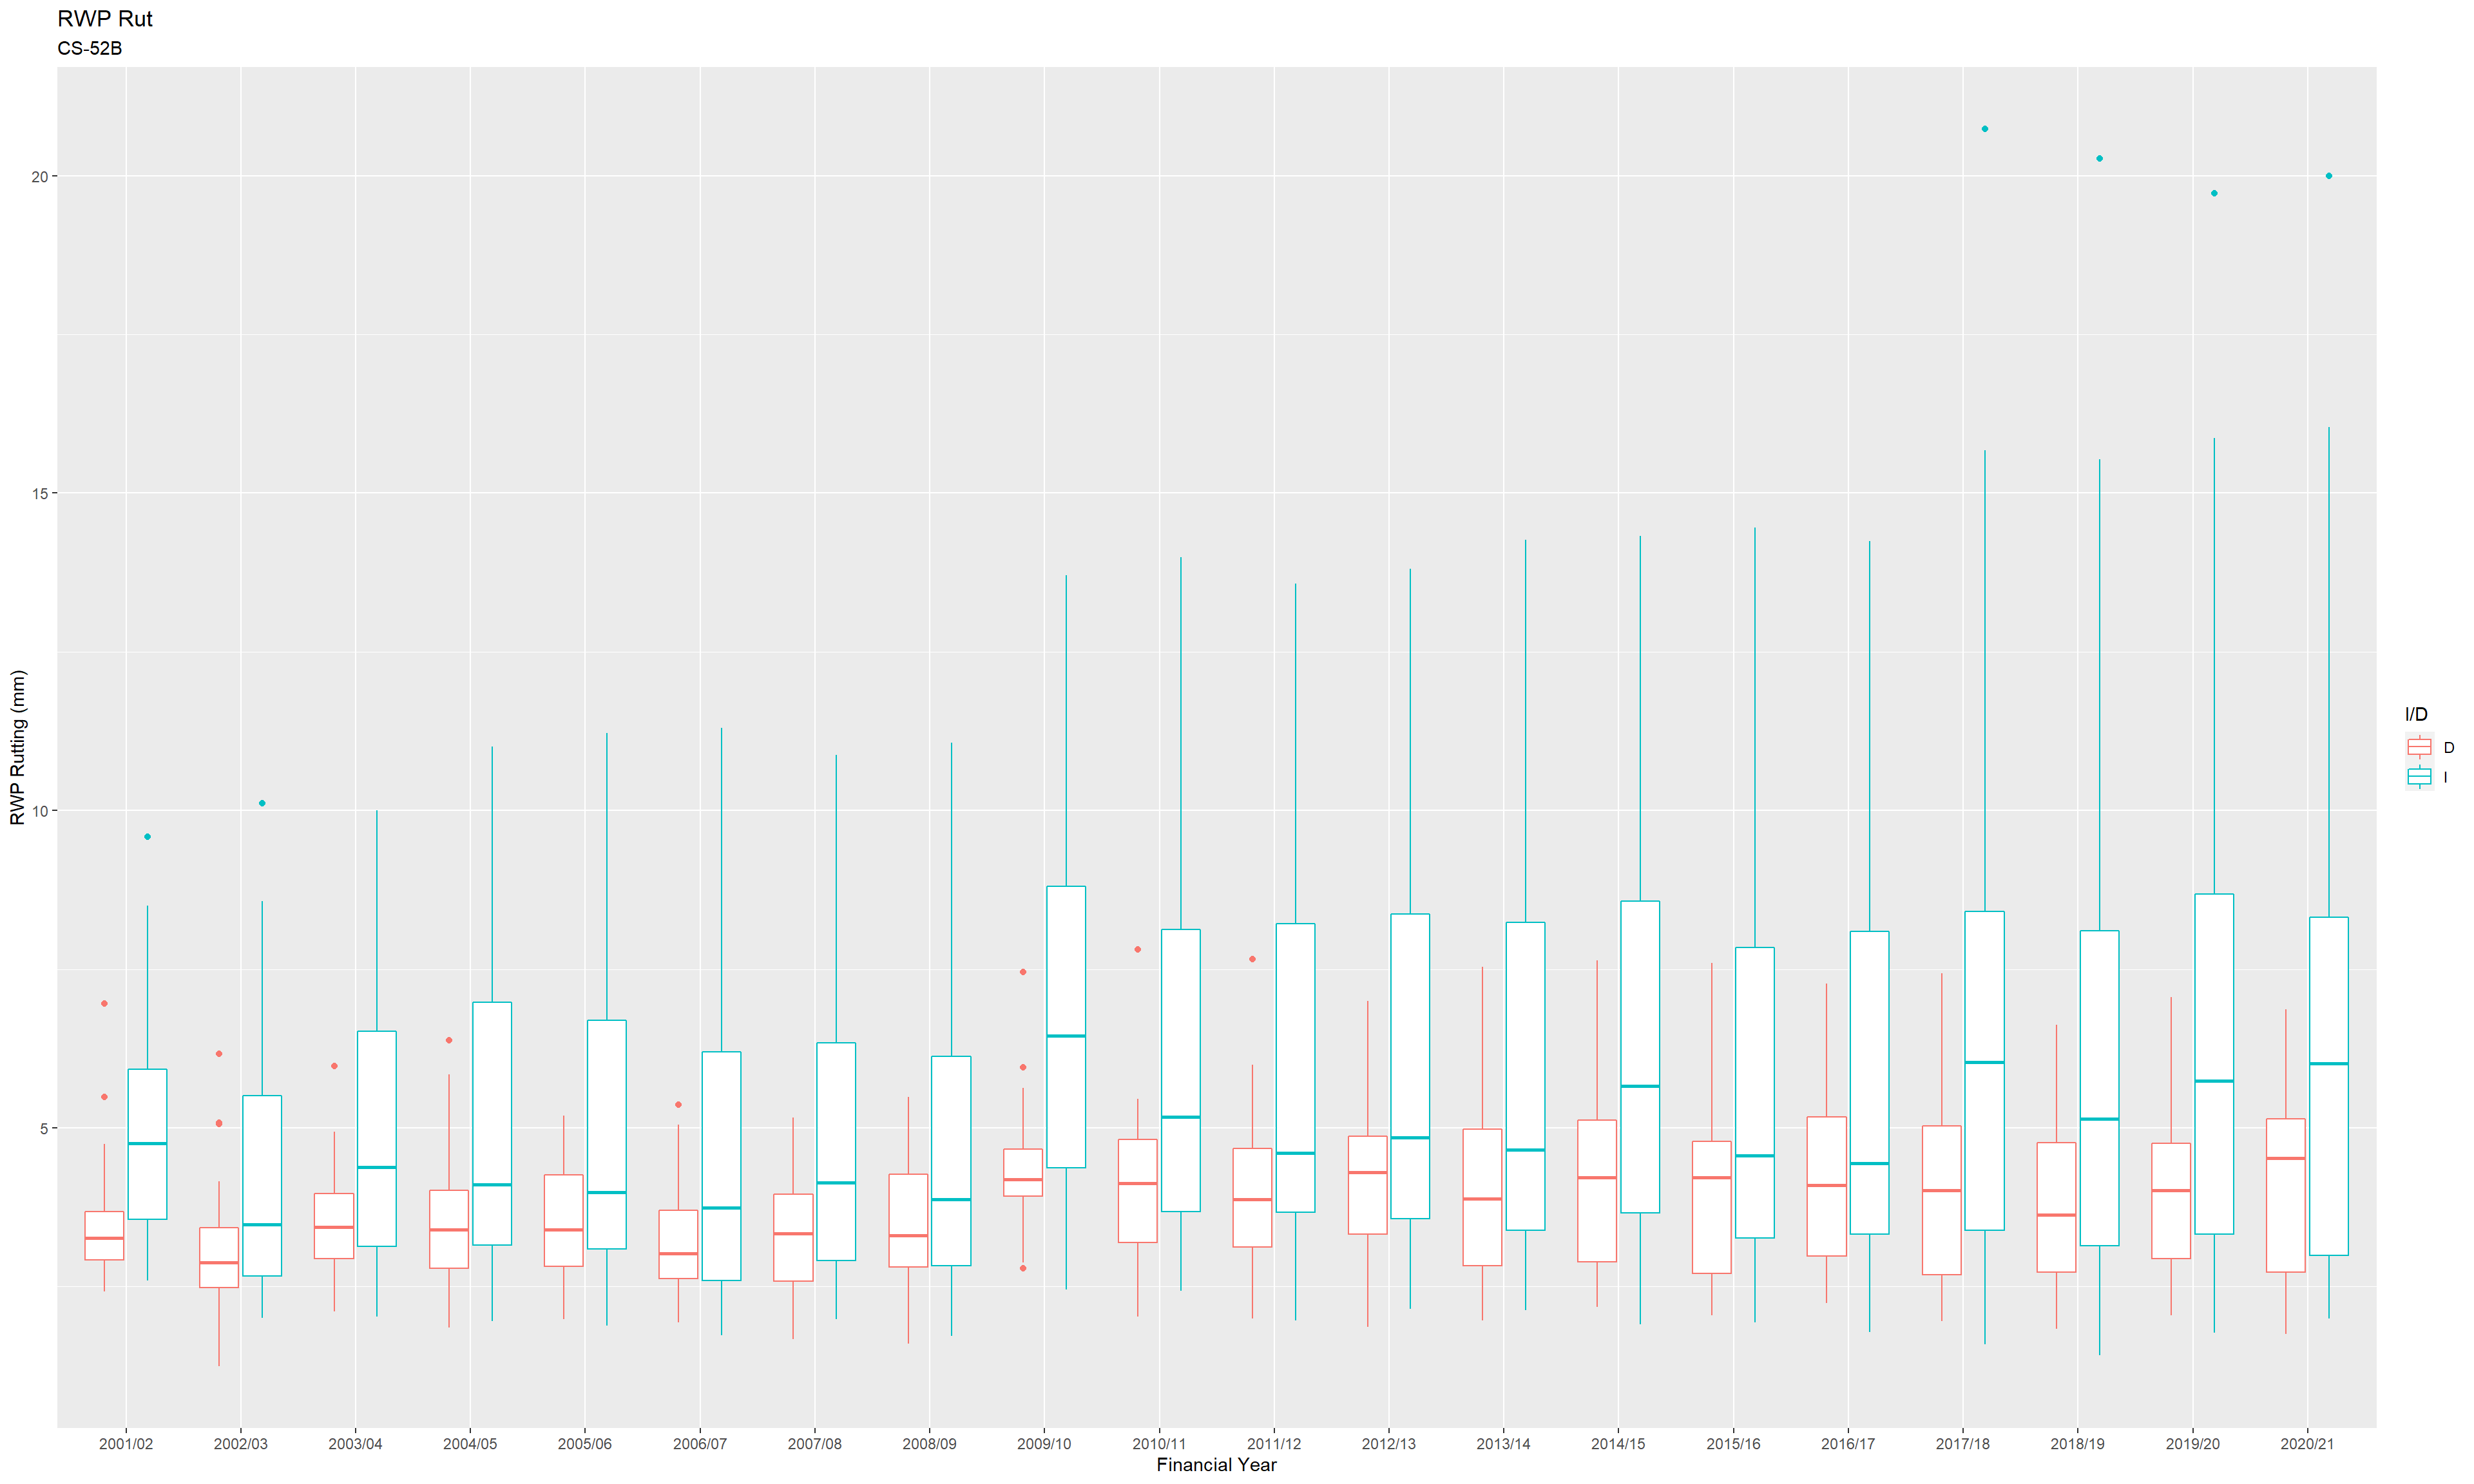 RWP Rut
CS-52B
RWP Rutting (mm)
20
15
10
5
2001/02 2002/03 2003/04 2004/05 2005/06 2006/07 2007/08 2008/09 2009/10 2010/11 2011/12 2012/13 2013/14 2014/15 2015/16 2016/17 2017/18 2018/19 2019/20 2020/21
Financial Year
I/D
D
I